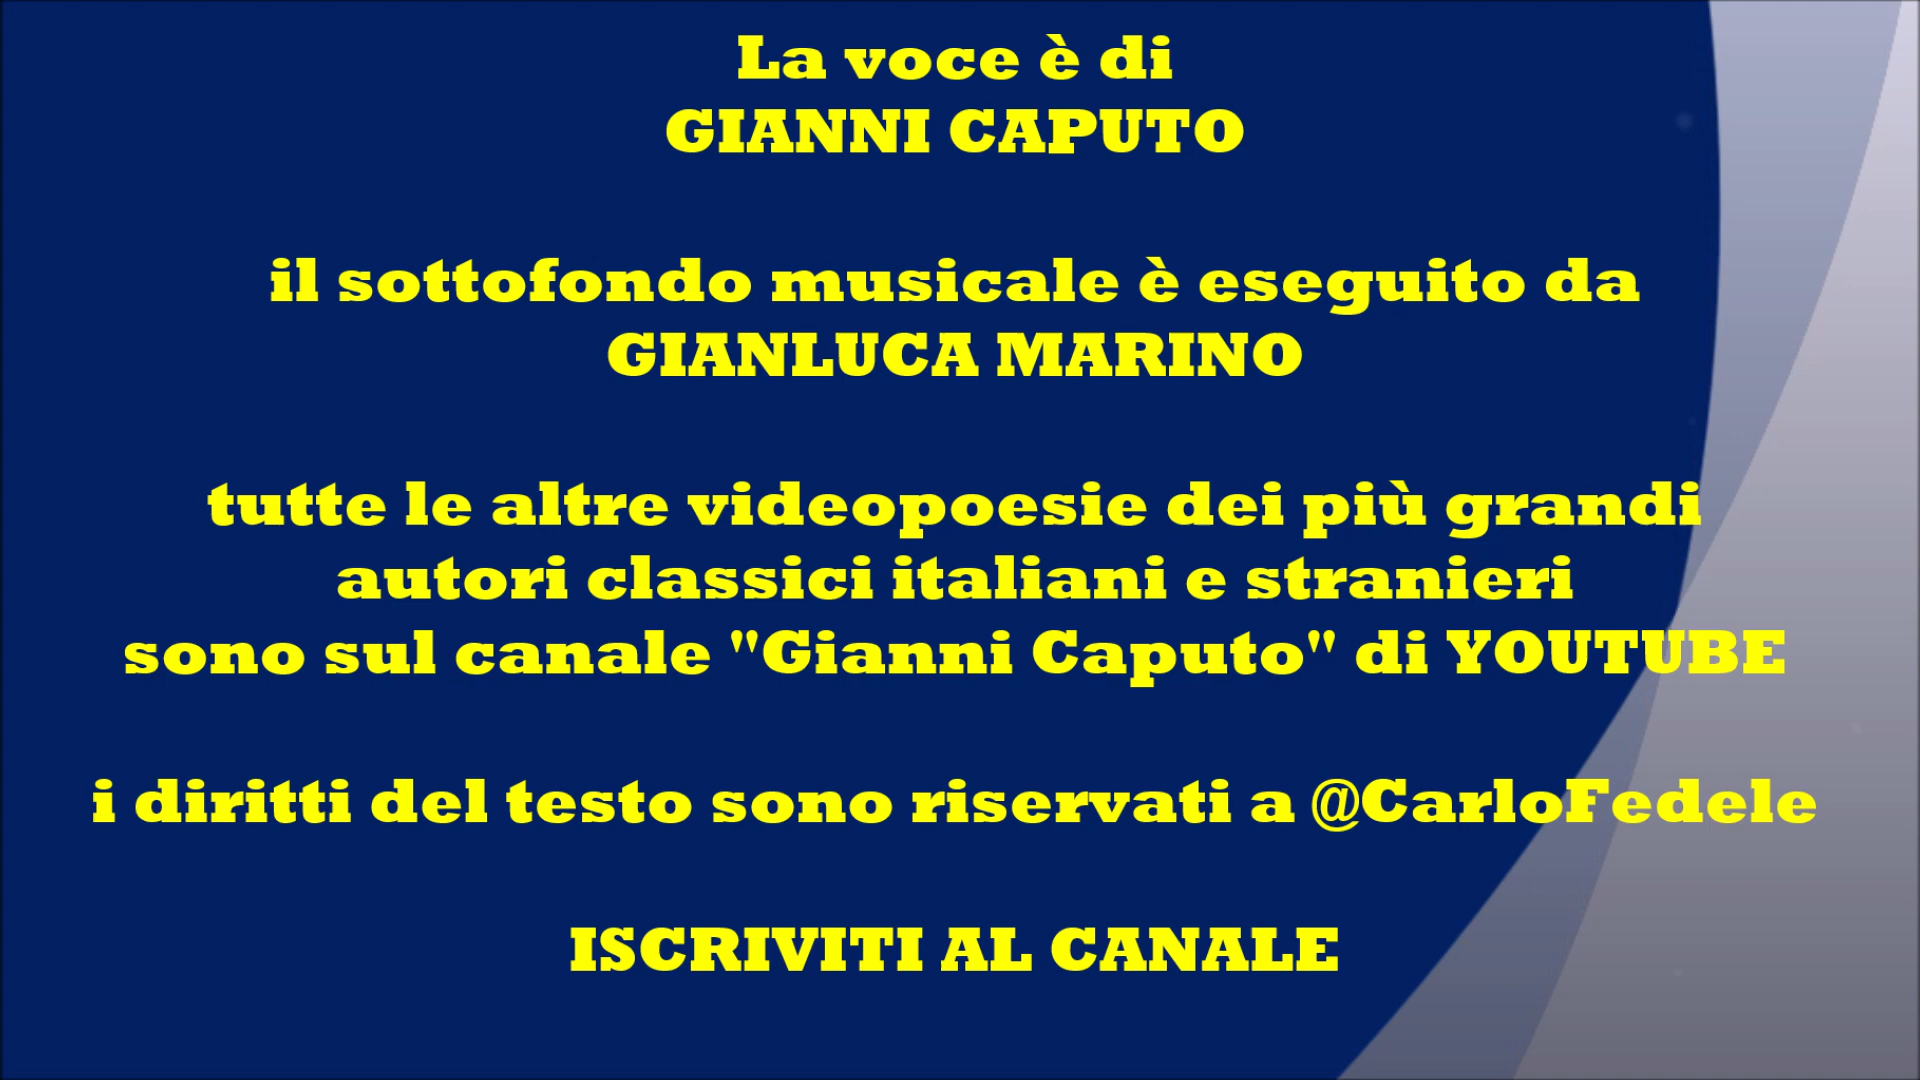 La voce è di
GIANNI CAPUTO
il sottofondo musicale è eseguito da
GIANLUCA MARINO
tutte le altre videopoesie dei più grandi
autori classici italiani e stranieri
sono sul canale "Gianni Caputo" di YOUTUBE
i diritti del testo sono riservati a @CarloFedele
ISCRIVITI AL CANALE